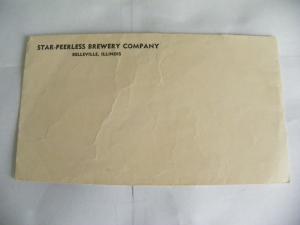 STAR-PEERLESS BREWERY COMPANY
BELLEVILLE, ILLINOIS